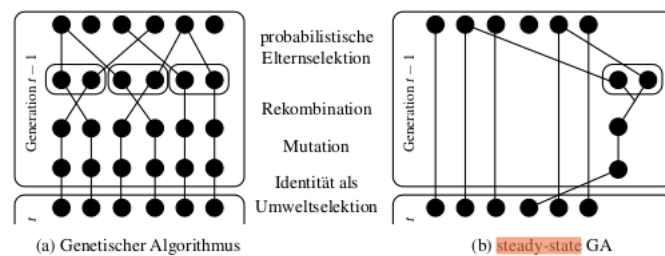 probabilistische
Elternselektion
Generation t − 1
Rekombination
Mutation
Identität als
Umweltselektion
t
(a) Genetischer Algorithmus
Generation t − 1
t
(b) steady-state GA